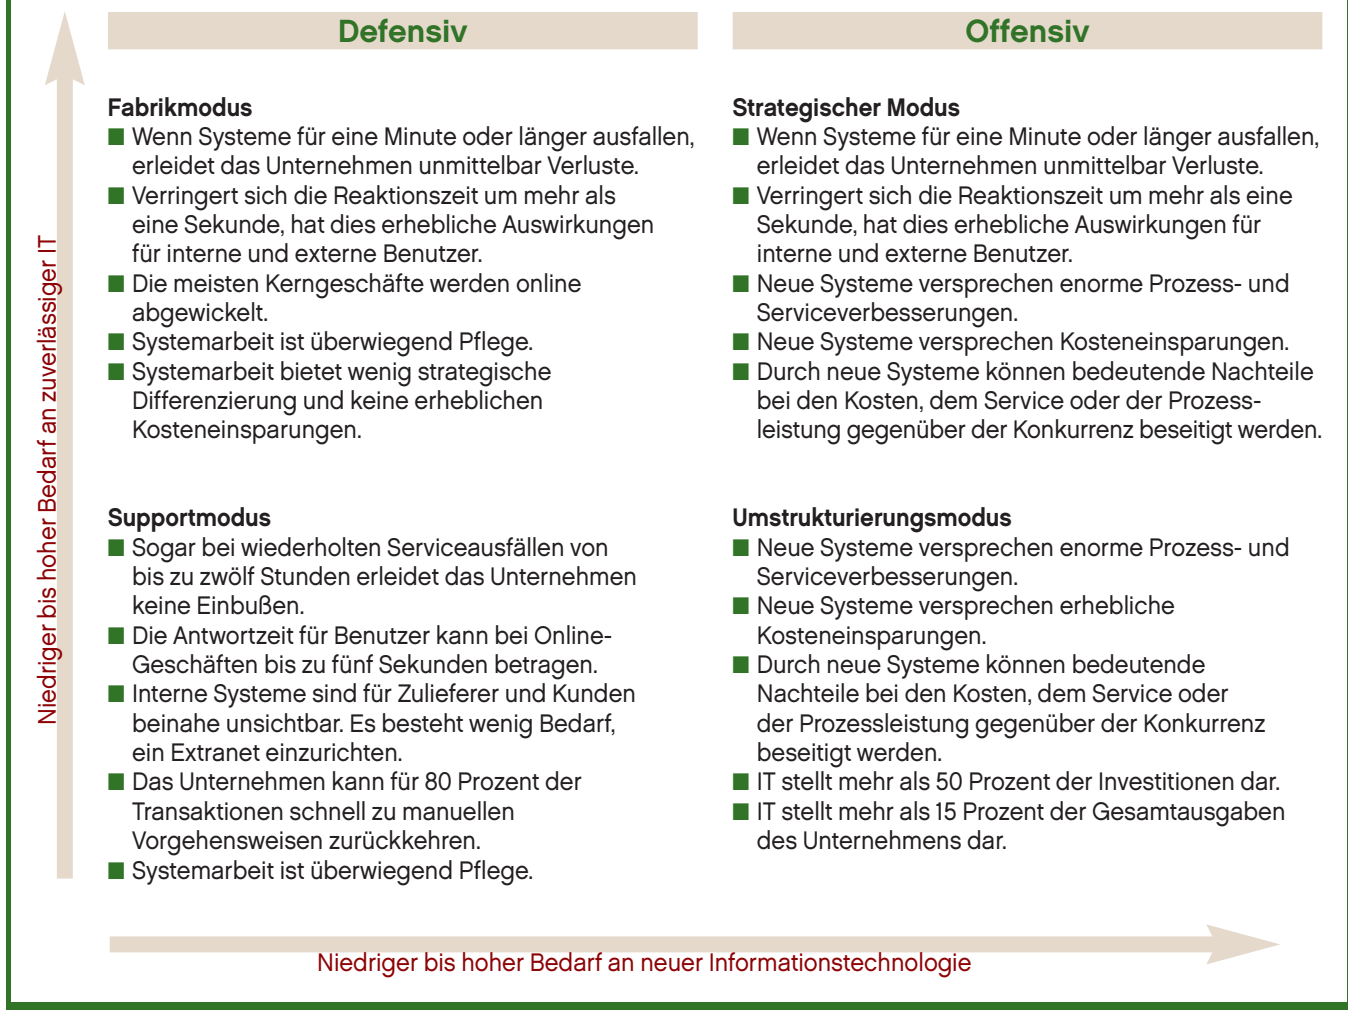 Defensiv
Offensiv
Niedriger bis hoher Bedarf an zuverlässiger IT
Fabrikmodus
■ Wenn Systeme für eine Minute oder länger ausfallen,
erleidet das Unternehmen unmittelbar Verluste.
■ Verringert sich die Reaktionszeit um mehr als
eine Sekunde, hat dies erhebliche Auswirkungen
für interne und externe Benutzer.
■ Die meisten Kerngeschäfte werden online
abgewickelt.
■ Systemarbeit ist überwiegend Pflege.
■ Systemarbeit bietet wenig strategische
Differenzierung und keine erheblichen
Kosteneinsparungen.
Strategischer Modus
■ Wenn Systeme für eine Minute oder länger ausfallen,
erleidet das Unternehmen unmittelbar Verluste.
■ Verringert sich die Reaktionszeit um mehr als eine
Sekunde, hat dies erhebliche Auswirkungen für
interne und externe Benutzer.
■ Neue Systeme versprechen enorme Prozess- und
Serviceverbesserungen.
■ Neue Systeme versprechen Kosteneinsparungen.
■ Durch neue Systeme können bedeutende Nachteile
bei den Kosten, dem Service oder der Prozess-
leistung gegenüber der Konkurrenz beseitigt werden.
Supportmodus
■ Sogar bei wiederholten Serviceausfällen von
bis zu zwölf Stunden erleidet das Unternehmen
keine Einbußen.
■ Die Antwortzeit für Benutzer kann bei Online-
Geschäften bis zu fünf Sekunden betragen.
■ Interne Systeme sind für Zulieferer und Kunden
beinahe unsichtbar. Es besteht wenig Bedarf,
ein Extranet einzurichten.
■ Das Unternehmen kann für 80 Prozent der
Transaktionen schnell zu manuellen
Vorgehensweisen zurückkehren.
■ Systemarbeit ist überwiegend Pflege.
Umstrukturierungsmodus
■ Neue Systeme versprechen enorme Prozess- und
Serviceverbesserungen.
■ Neue Systeme versprechen erhebliche
Kosteneinsparungen.
■ Durch neue Systeme können bedeutende
Nachteile bei den Kosten, dem Service oder
der Prozessleistung gegenüber der Konkurrenz
beseitigt werden.
■ IT stellt mehr als 50 Prozent der Investitionen dar.
■ IT stellt mehr als 15 Prozent der Gesamtausgaben
des Unternehmens dar.
Niedriger bis hoher Bedarf an neuer Informationstechnologie